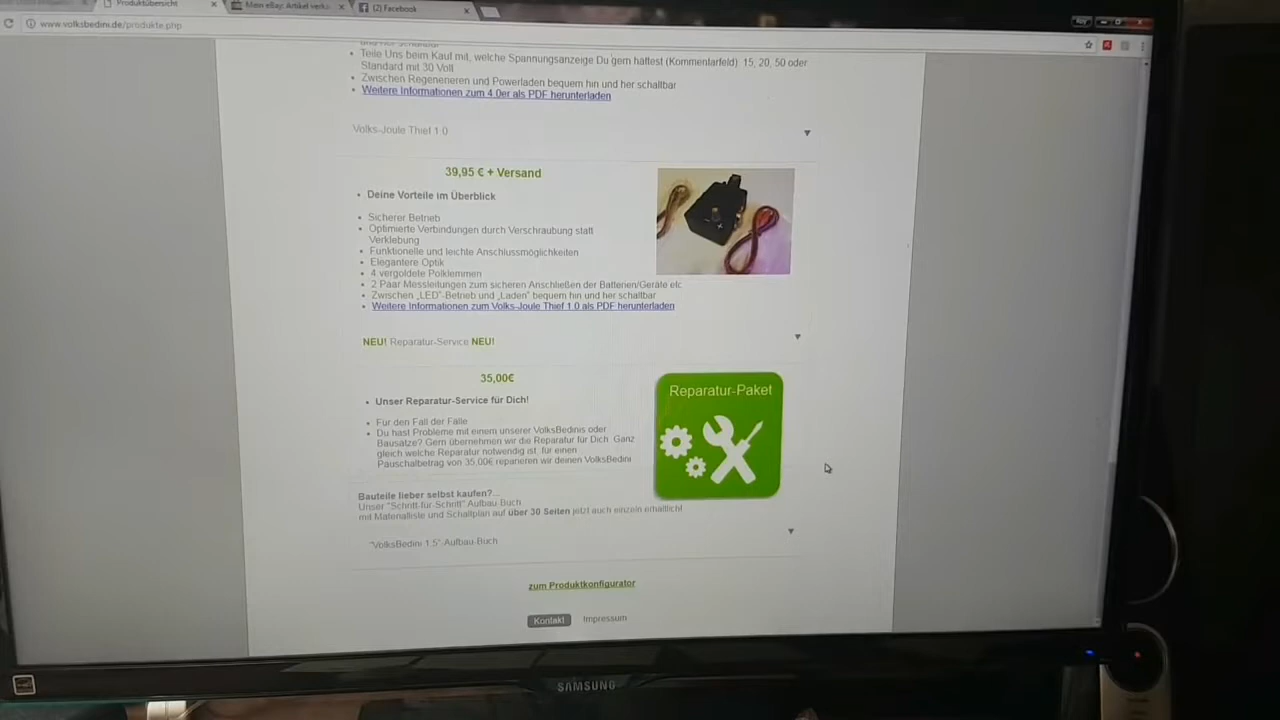 Produktübersicht
Mein eBay: Artikel verk
(2) Facebook
www.volksbedini.de/produkte.php
Teile Uns beim Kauf mit, welche Spannungsanzeige Du gern hättest (Kommentarfeld) 15, 20, 50 oder
Standard mit 30 Volt
Zwischen Regeneneren und Powerladen bequem hin und her schaltbar
Weitere Informationen zum 4.0er als PDF herunterladen
Volks-Joule Thief 1.0
39,95 € + Versand
Deine Vorteile im Überblick
Sicherer Betrieb
Optimierte Verbindungen durch Verschraubung statt
Verklebung
Funktionelle und leichte Anschlussmöglichkeiten
Elegantere Optik
4 vergoldete Polklemmen
2 Paar Messleitungen zum sicheren Anschließen der Batterien/Geräte etc
Zwischen „LED"-Betrieb und „Laden" bequem hin und her schaltbar
Weitere Informationen zum Volks-Joule Thief 1.0 als PDF herunterladen
NEU! Reparatur-Service NEU!
35,00€
Reparatur-Paket
Unser Reparatur-Service für Dich!
Für den Fall der Fälle
Du hast Probleme mit einem unserer VolksBedinis oder
Bausätze? Gern übernehmen wir die Reparatur für Dich. Ganz
gleich welche Reparatur notwendig ist, für einen
Pauschalbetrag von 35,00€ reparieren wir deinen VolksBedini
Bauteile lieber selbst kaufen?...
Unser "Schritt-für-Schritt" Aufbau Buch
mit Materialliste und Schaltplan auf über 30 Seiten jetzt auch einzeln erhältlich!
"VolksBedini 1.5"-Aufbau-Buch
zum Produktkonfigurator
Kontakt Impressum
SAMSUNG